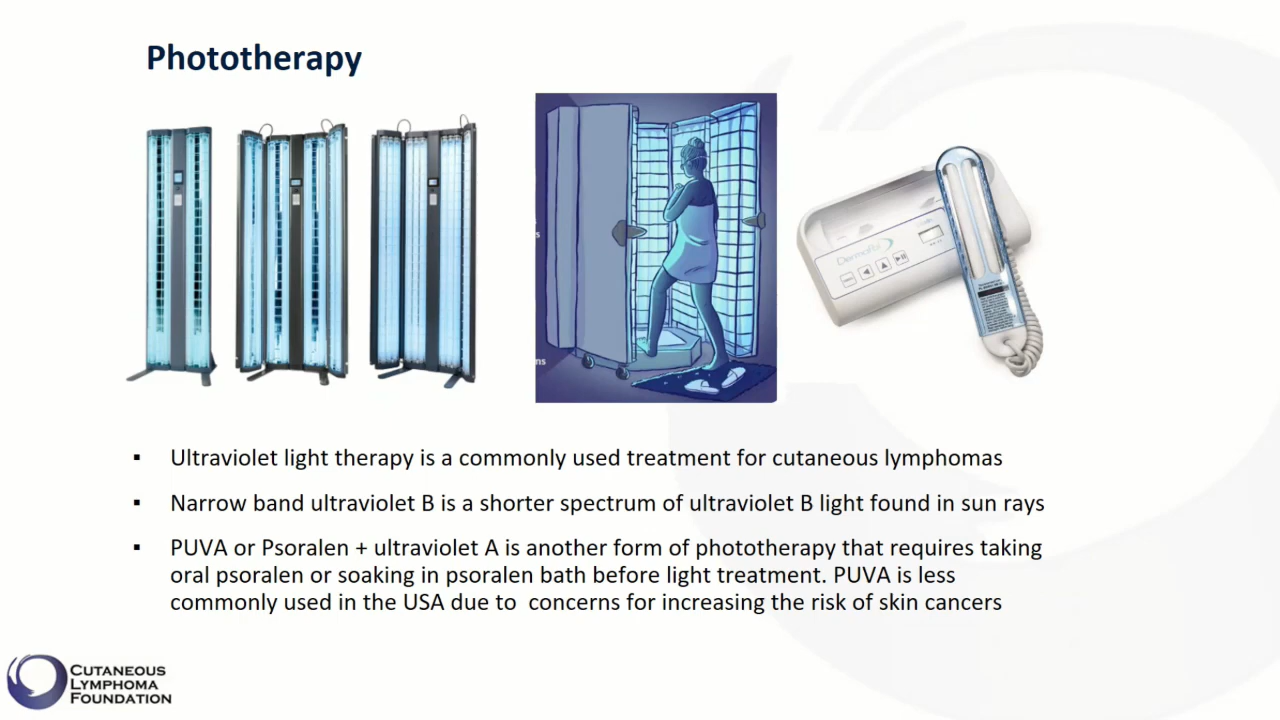 Phototherapy
s
ns
DermaPal
▪ Ultraviolet light therapy is a commonly used treatment for cutaneous lymphomas
▪ Narrow band ultraviolet B is a shorter spectrum of ultraviolet B light found in sun rays
▪ PUVA or Psoralen + ultraviolet A is another form of phototherapy that requires taking
oral psoralen or soaking in psoralen bath before light treatment. PUVA is less
commonly used in the USA due to  concerns for increasing the risk of skin cancers
CUTANEOUS
LYMPHOMA
FOUNDATION